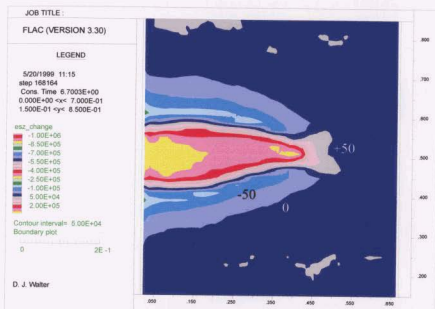 JOB TITLE :
FLAC (VERSION 3.30)
LEGEND
5/20/1999 11:15
step 168164
Cons. Time 6.7003E+00
0.000E+00 <x< 7.000E-01
1.500E-01 <y< 8.500E-01
esz_change
-1.00E+06
-8.50E+05
-7.00E+05
-5.50E+05
-4.00E+05
-2.50E+05
-1.00E+05
5.00E+04
2.00E+05
Contour interval= 5.00E+04
Boundary plot
0 2E -1
D. J. Walter
+50
-50
0
.800
.700
.600
.500
.400
.300
.200
.050 .150 .250 .350 .450 .550 .650